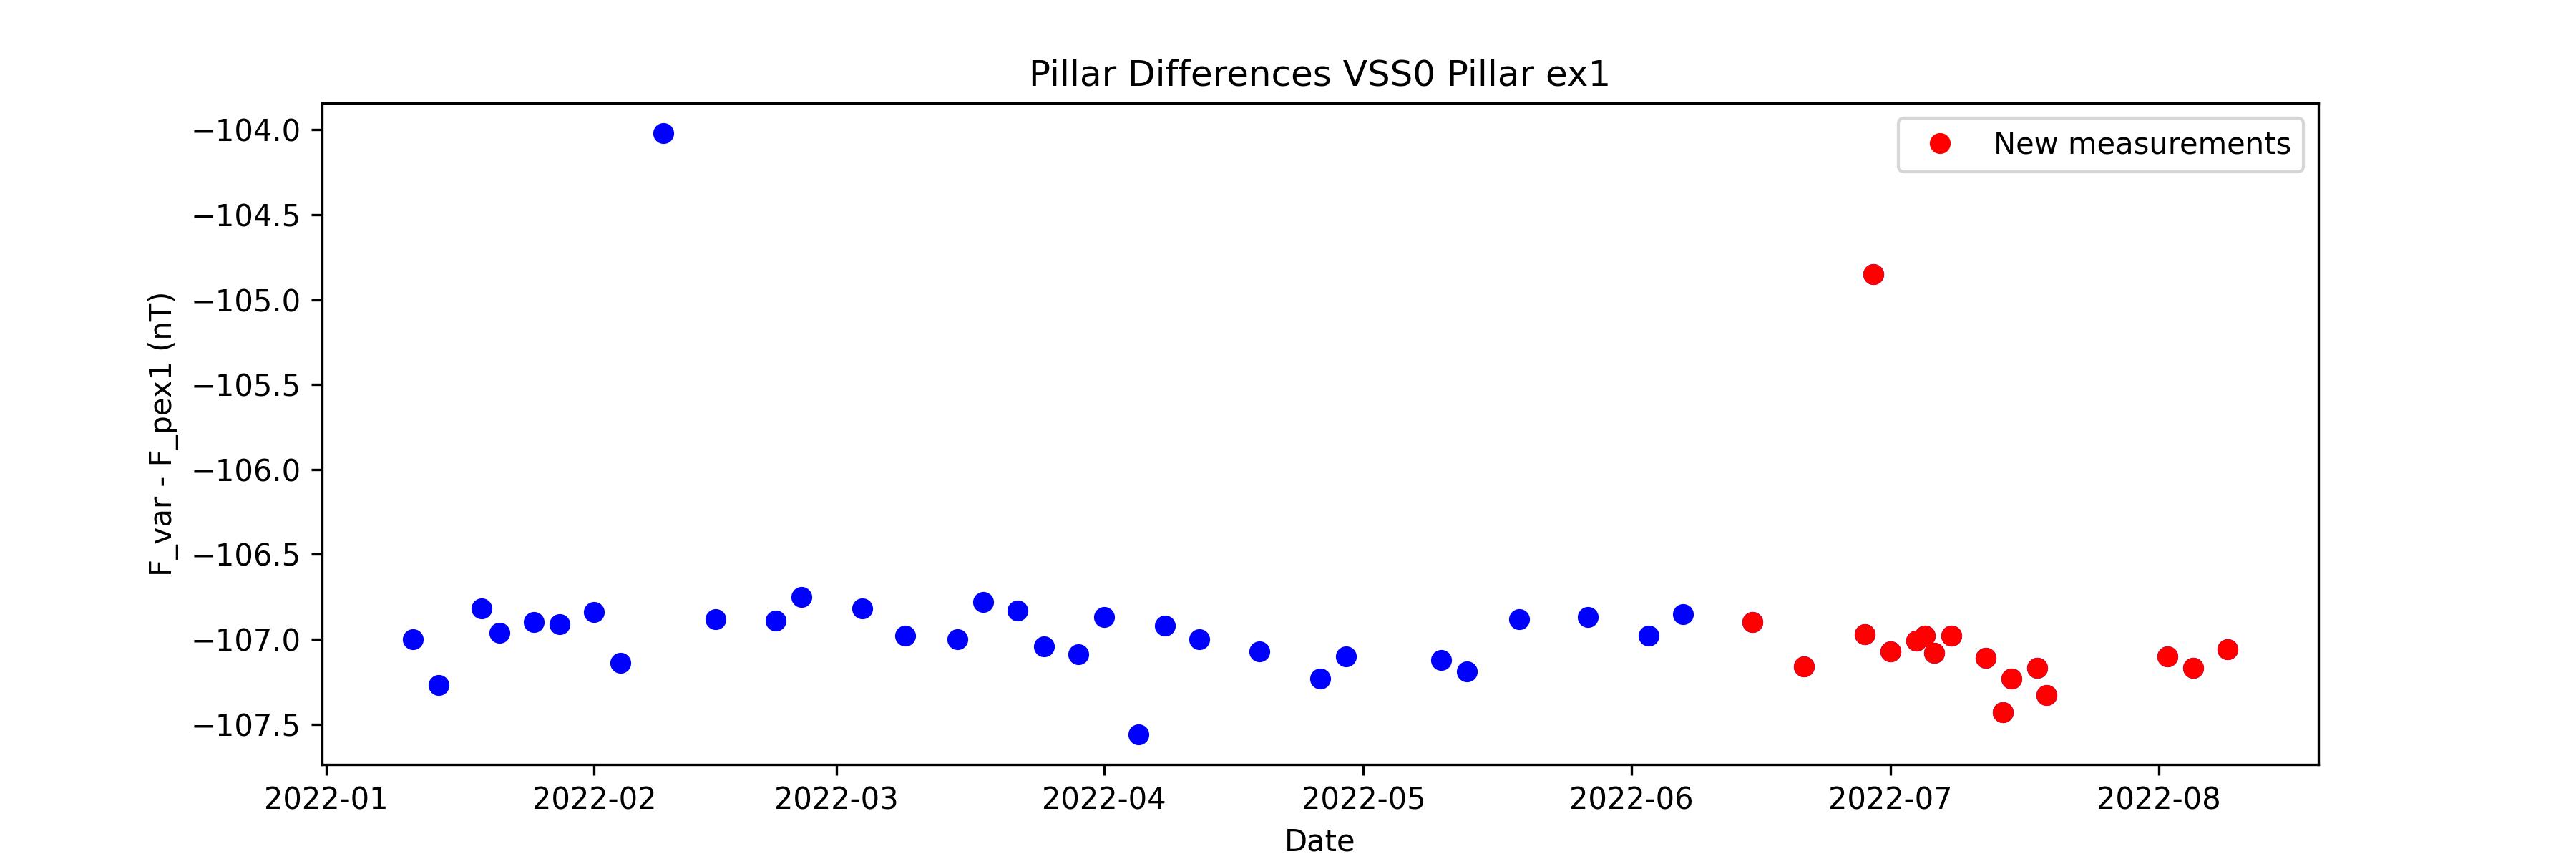 Pillar Differences VSS0 Pillar ex1
New measurements
F_var - F_pex1 (nT)
−104.0
−104.5
−105.0
−105.5
−106.0
−106.5
−107.0
−107.5
2022-01 2022-02 2022-03 2022-04 2022-05 2022-06 2022-07 2022-08
Date